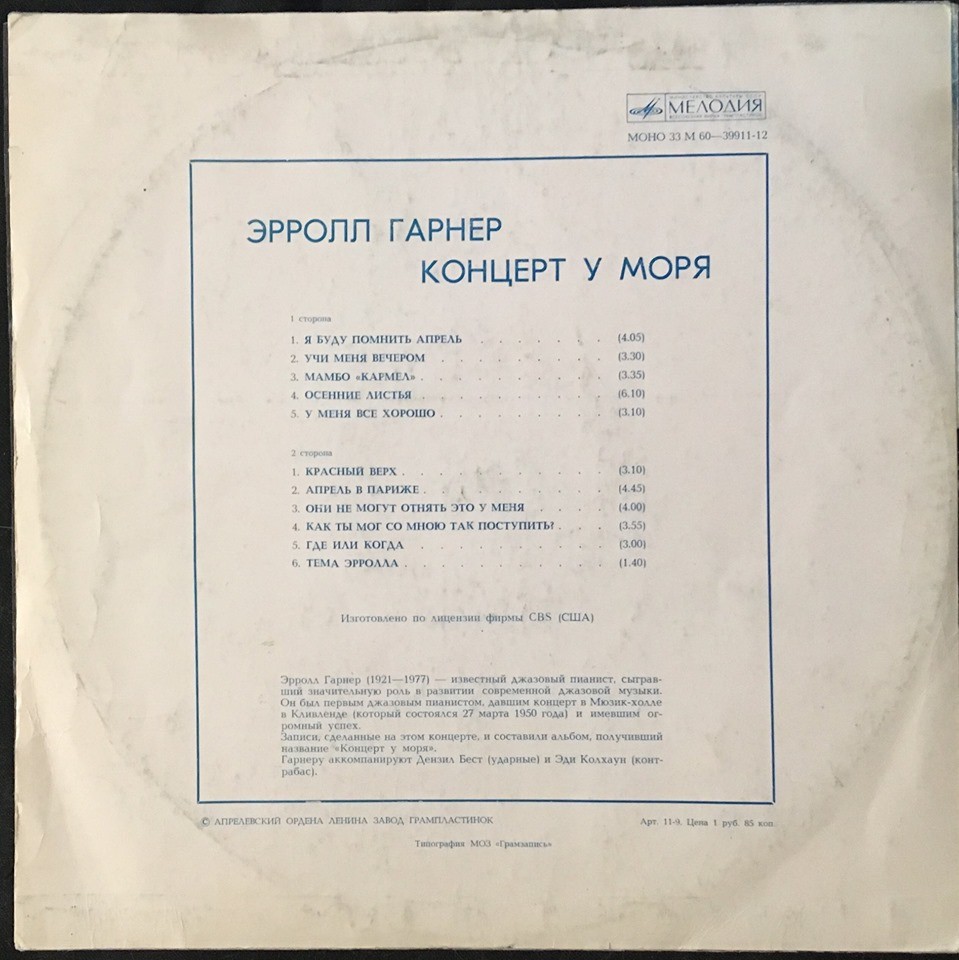 МЕЛОДИЯ
МОНО 33 М 60—39911-12
ЭРРОЛЛ ГАРНЕР
КОНЦЕРТ У МОРЯ
1 сторона
1. Я БУДУ ПОМНИТЬ АПРЕЛЬ . . . . . . . (4.05)
2. УЧИ МЕНЯ ВЕЧЕРОМ . . . . . . . . . (3.30)
3. МАМБО «КАРМЕЛ» . . . . . . . . . . (3.35)
4. ОСЕННИЕ ЛИСТЬЯ . . . . . . . . . . (6.10)
5. У МЕНЯ ВСЕ ХОРОШО . . . . . . . . . (3.10)
2 сторона
1. КРАСНЫЙ ВЕРХ . . . . . . . . . . . (3.10)
2. АПРЕЛЬ В ПАРИЖЕ . . . . . . . . . . (4.45)
3. ОНИ НЕ МОГУТ ОТНЯТЬ ЭТО У МЕНЯ . . . . (4.00)
4. КАК ТЫ МОГ СО МНОЮ ТАК ПОСТУПИТЬ? . . . (3.55)
5. ГДЕ ИЛИ КОГДА . . . . . . . . . . (3.00)
6. ТЕМА ЭРРОЛЛА . . . . . . . . . . . (1.40)
Изготовлено по лицензии фирмы CBS (США)
Эрролл Гарнер (1921—1977) — известный джазовый пианист, сыграв-
ший значительную роль в развитии современной джазовой музыки.
Он был первым джазовым пианистом, давшим концерт в Мюзик-холле
в Кливленде (который состоялся 27 марта 1950 года) и имевшим ог-
ромный успех.
Записи, сделанные на этом концерте, и составили альбом, получивший
название «Концерт у моря».
Гарнеру аккомпанируют Дензил Бест (ударные) и Эди Колхаун (конт-
рабас).
© АПРЕЛЕВСКИЙ ОРДЕНА ЛЕНИНА ЗАВОД ГРАМПЛАСТИНОК Арт. 11-9. Цена 1 руб. 85 коп.
Типография МОЗ «Грамзапись»